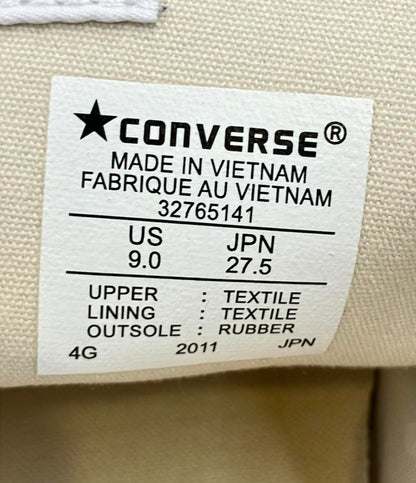 ★CONVERSE®
MADE IN VIETNAM
FABRIQUE AU VIETNAM
32765141
US JPN
9.0 27.5
UPPER : TEXTILE
LINING : TEXTILE
OUTSOLE : RUBBER
4G 2011 JPN